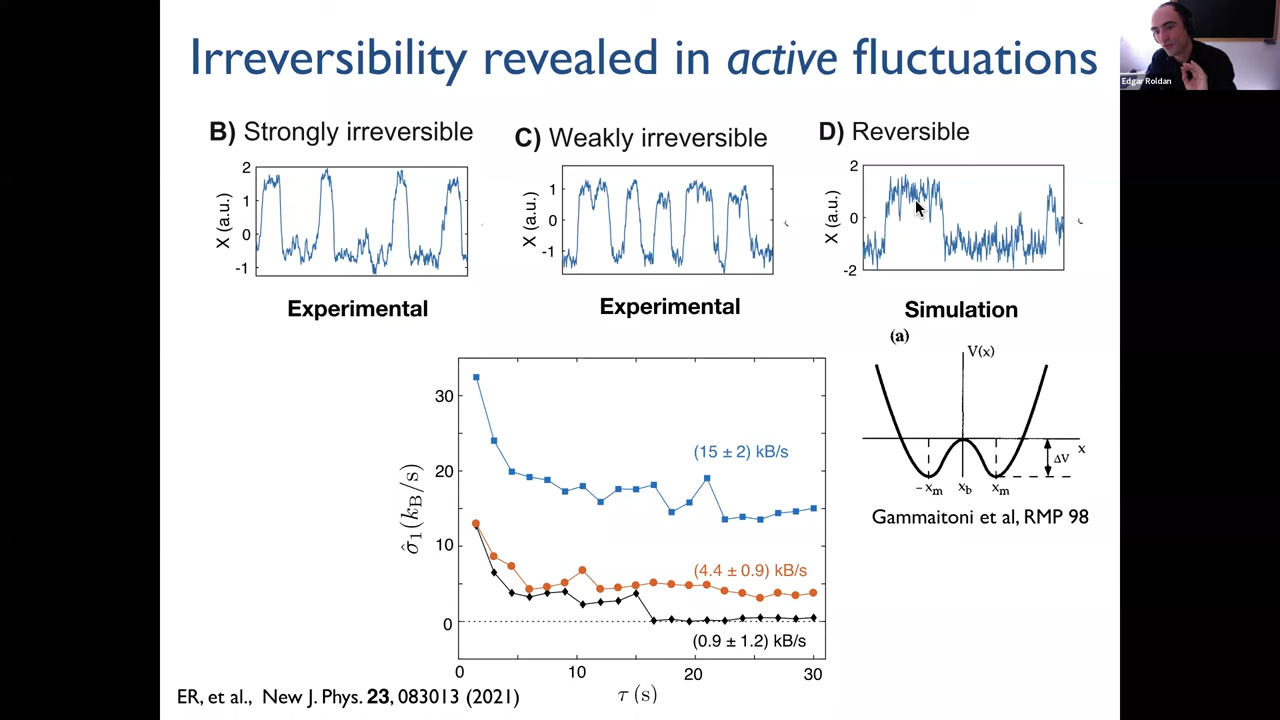 Irreversibility revealed in active fluctuations
Edgar Roldan
B) Strongly irreversible
C) Weakly irreversible
D) Reversible
2
1
0
-1
X (a.u.)
1
0
-1
X (a.u.)
2
0
-2
X (a.u.)
Experimental
Experimental
Simulation
(a)
V(x)
x
ΔV
-xm
xb
xm
Gammaitoni et al, RMP 98
σ̂1(kB/s)
30
20
10
0
(15 ± 2) kB/s
(4.4 ± 0.9) kB/s
(0.9 ± 1.2) kB/s
0
10
20
30
τ (s)
ER, et al., New J. Phys. 23, 083013 (2021)